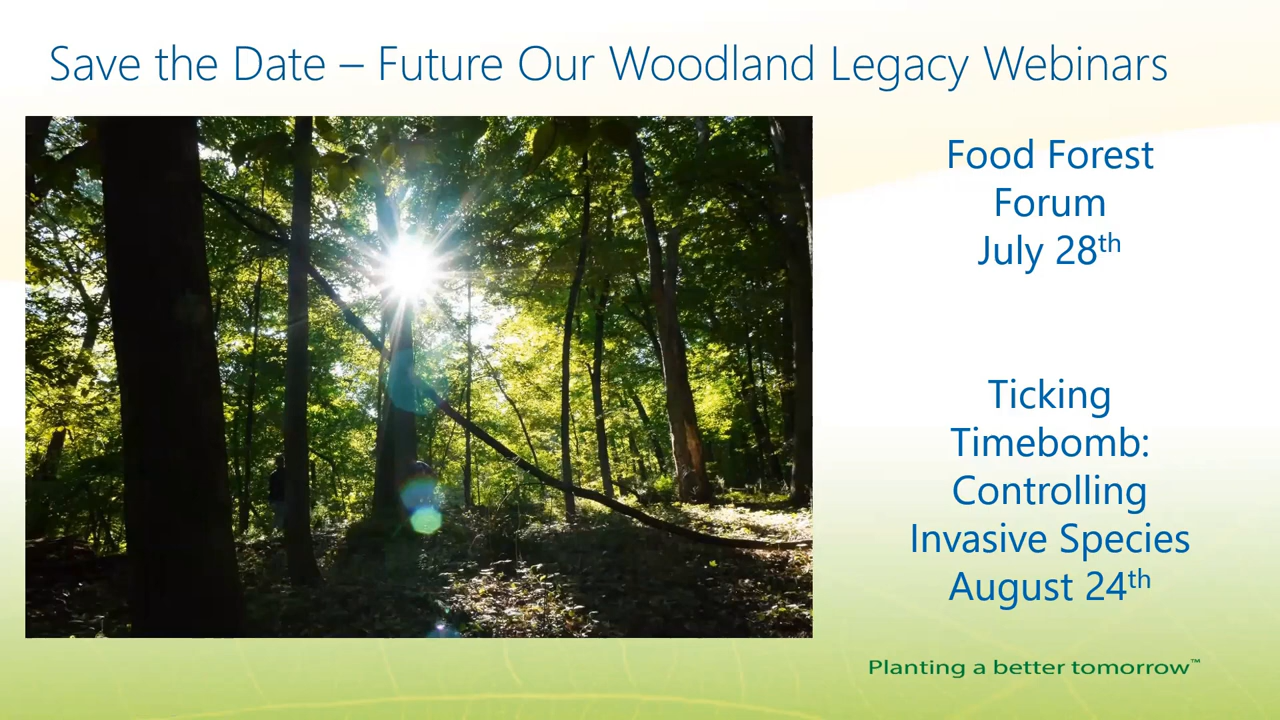 Save the Date – Future Our Woodland Legacy Webinars
Food Forest
Forum
July 28th
Ticking
Timebomb:
Controlling
Invasive Species
August 24th
Planting a better tomorrow™